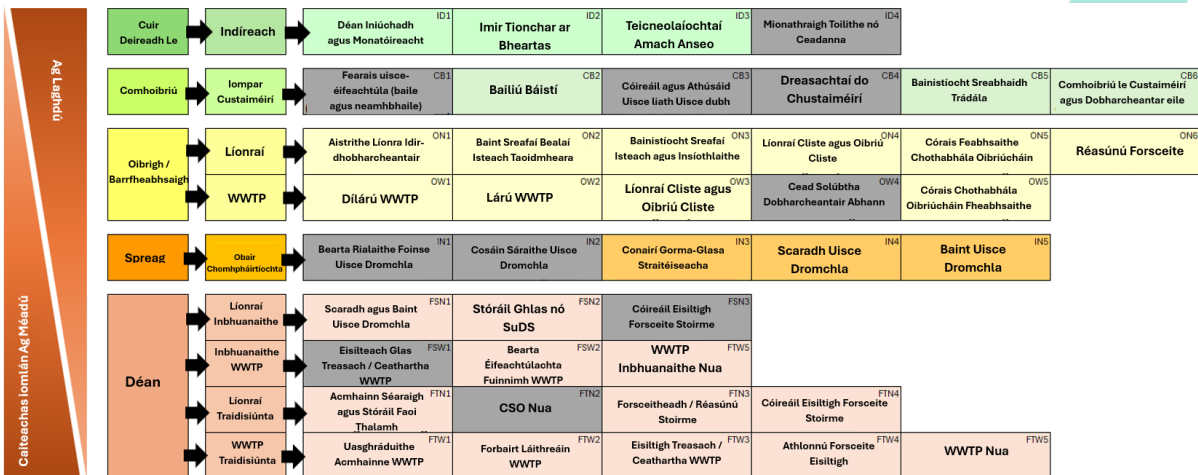 Ag Laghdú
Caiteachas iomlán Ag Méadú
Cuir
Deireadh Le
Indíreach
ID1
Déan Iniúchadh
agus Monatóireacht
ID2
Imir Tionchar ar
Bheartas
ID3
Teicneolaíochtaí
Amach Anseo
ID4
Mionathraigh Toilithe nó
Ceadanna
Comhoibriú
Iompar
Custaiméirí
CB1
Fearais uisce-
éifeachtúla (baile
agus neamhbhaile)
CB2
Bailiú Báistí
CB3
Cóireáil agus Athúsáid
Uisce liath Uisce dubh
CB4
Dreasachtaí do
Chustaiméirí
CB5
Bainistíocht Sreabhaidh
Trádála
CB6
Comhoibriú le Custaiméirí
agus Dobharcheantar eile
Oibrigh /
Barrfheabhsaigh
Líonraí
ON1
Aistrithe Líonra Idir-
dhobharcheantair
ON2
Baint Sreafaí Bealaí
Isteach Taoidmheara
ON3
Bainistíocht Sreafaí
Isteach agus Insíothlaithe
ON4
Líonraí Cliste agus Oibriú
Cliste
ON5
Córais Feabhsaithe
Chothabhála Oibriúcháin
ON6
Réasúnú Forsceite
WWTP
OW1
Dílárú WWTP
OW2
Lárú WWTP
OW3
Líonraí Cliste agus
Oibriú Cliste
OW4
Cead Solúbtha
Dobharcheantair Abhann
OW5
Córais Chothabhála
Oibriúcháin Fheabhsaithe
Spreag
Obair
Chomhpháirtíochta
IN1
Bearta Rialaithe Foinse
Uisce Dromchla
IN2
Cosáin Sáraithe Uisce
Dromchla
IN3
Conairí Gorma-Glasa
Straitéiseacha
IN4
Scaradh Uisce
Dromchla
IN5
Baint Uisce
Dromchla
Déan
Líonraí
Inbhuanaithe
FSN1
Scaradh agus Baint
Uisce Dromchla
FSN2
Stóráil Ghlas nó
SuDS
FSN3
Cóireáil Eisiltigh
Forsceite Stoirme
Inbhuanaithe
WWTP
FSW1
Eisilteach Glas
Treasach / Ceathartha
WWTP
FSW2
Bearta
Éifeachtúlachta
Fuinnimh WWTP
FTW5
WWTP
Inbhuanaithe Nua
Líonraí
Traidisiúnta
FTN1
Acmhainn Séaraigh
agus Stóráil Faoi
Thalamh
FTN2
CSO Nua
FTN3
Forsceitheadh / Réasúnú
Stoirme
FTN4
Cóireáil Eisiltigh Forsceite
Stoirme
WWTP
Traidisiúnta
FTW1
Uasghráduithe
Acmhainne WWTP
FTW2
Forbairt Láithreáin
WWTP
FTW3
Eisiltigh Treasach /
Ceathartha WWTP
FTW4
Athlonnú Forsceite
Eisiltigh
FTW5
WWTP Nua